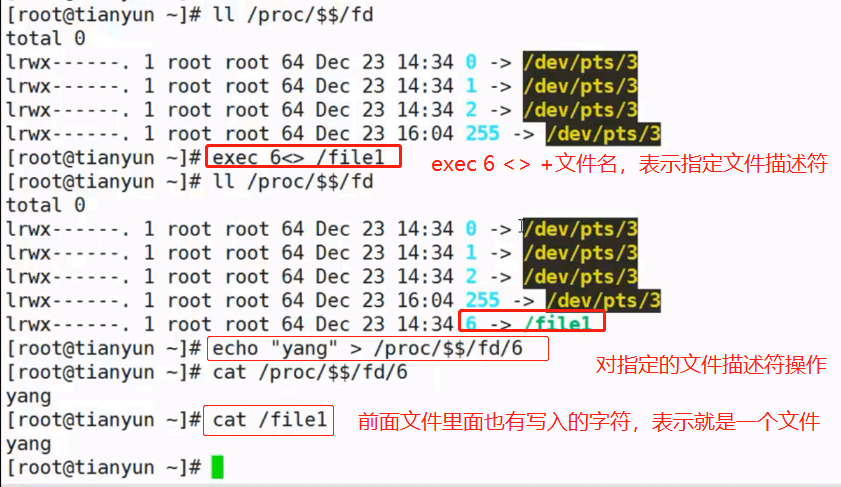 [root@tianyun ~]# ll /proc/$$/fd
total 0
lrwx------. 1 root root 64 Dec 23 14:34 0 -> /dev/pts/3
lrwx------. 1 root root 64 Dec 23 14:34 1 -> /dev/pts/3
lrwx------. 1 root root 64 Dec 23 14:34 2 -> /dev/pts/3
lrwx------. 1 root root 64 Dec 23 16:04 255 -> /dev/pts/3
[root@tianyun ~]# exec 6<> /file1 exec 6 < > +文件名，表示指定文件描述符
[root@tianyun ~]# ll /proc/$$/fd
total 0
lrwx------. 1 root root 64 Dec 23 14:34 0 -> /dev/pts/3
lrwx------. 1 root root 64 Dec 23 14:34 1 -> /dev/pts/3
lrwx------. 1 root root 64 Dec 23 14:34 2 -> /dev/pts/3
lrwx------. 1 root root 64 Dec 23 16:04 255 -> /dev/pts/3
lrwx------. 1 root root 64 Dec 23 14:34 6 -> /file1
[root@tianyun ~]# echo "yang" > /proc/$$/fd/6
对指定的文件描述符操作
[root@tianyun ~]# cat /proc/$$/fd/6
yang
[root@tianyun ~]# cat /file1 前面文件里面也有写入的字符，表示就是一个文件
yang
[root@tianyun ~]#